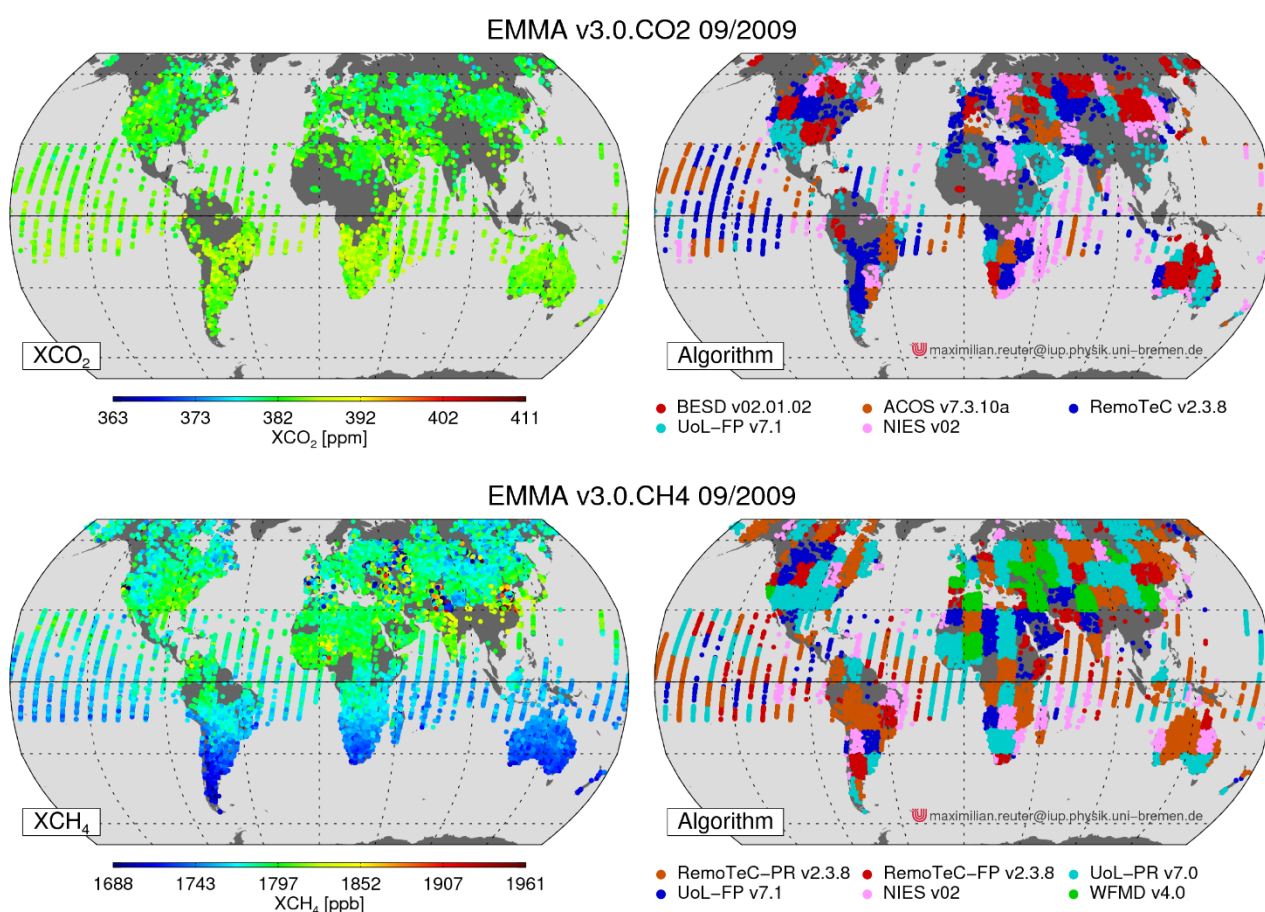 EMMA v3.0.CO2 09/2009
XCO₂
Algorithm
maximilian.reuter@iup.physik.uni-bremen.de
363 373 382 392 402 411
XCO₂ [ppm]
BESD v02.01.02 ACOS v7.3.10a RemoTeC v2.3.8
UoL-FP v7.1 NIES v02
EMMA v3.0.CH4 09/2009
XCH₄
Algorithm
maximilian.reuter@iup.physik.uni-bremen.de
1688 1743 1797 1852 1907 1961
XCH₄ [ppb]
RemoTeC-PR v2.3.8 RemoTeC-FP v2.3.8 UoL-PR v7.0
UoL-FP v7.1 NIES v02 WFMD v4.0